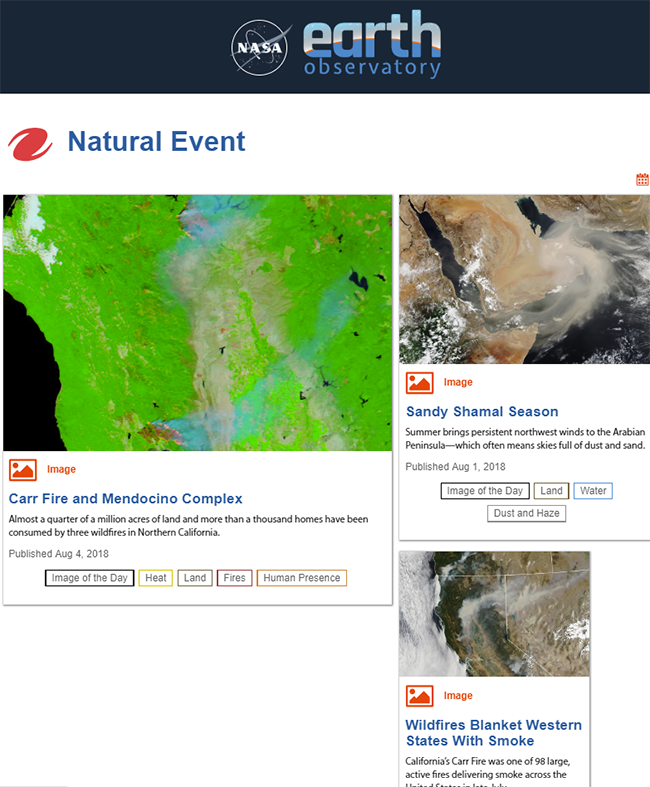 NASA
earth
observatory
Natural Event
Image
Carr Fire and Mendocino Complex
Almost a quarter of a million acres of land and more than a thousand homes have been
consumed by three wildfires in Northern California.
Published Aug 4, 2018
Image of the Day
Heat
Land
Fires
Human Presence
Image
Sandy Shamal Season
Summer brings persistent northwest winds to the Arabian
Peninsula—which often means skies full of dust and sand.
Published Aug 1, 2018
Image of the Day
Land
Water
Dust and Haze
Image
Wildfires Blanket Western
States With Smoke
California's Carr Fire was one of 98 large,
active fires delivering smoke across the
United States in late July